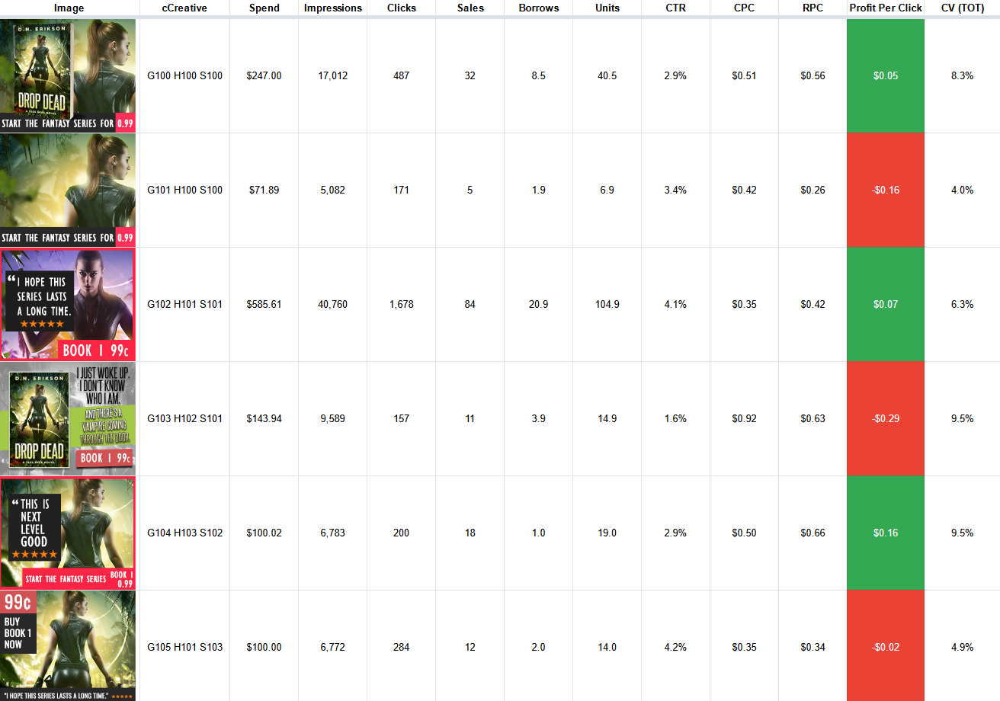 Image cCreative Spend Impressions Clicks Sales Borrows Units CTR CPC RPC Profit Per Click CV (TOT)
D.N. ERIKSON
DROP DEAD
A TESS SKYE NOVEL
START THE FANTASY SERIES FOR 0.99
G100 H100 S100 $247.00 17,012 487 32 8.5 40.5 2.9% $0.51 $0.56 $0.05 8.3%
START THE FANTASY SERIES FOR 0.99
G101 H100 S100 $71.89 5,082 171 5 1.9 6.9 3.4% $0.42 $0.26 -$0.16 4.0%
“I HOPE THIS
SERIES LASTS
A LONG TIME.
★★★★★
BOOK 1 99c
G102 H101 S101 $585.61 40,760 1,678 84 20.9 104.9 4.1% $0.35 $0.42 $0.07 6.3%
D.N. ERIKSON
DROP DEAD
A TESS SKYE NOVEL
I JUST WOKE UP.
I DON'T KNOW
WHO I AM.
AND THERE'S A
VAMPIRE COMING
THROUGH THE DOOR.
BOOK 1 99c
G103 H102 S101 $143.94 9,589 157 11 3.9 14.9 1.6% $0.92 $0.63 -$0.29 9.5%
“THIS IS
NEXT
LEVEL
GOOD
★★★★★
START THE FANTASY SERIES BOOK 1
0.99
G104 H103 S102 $100.02 6,783 200 18 1.0 19.0 2.9% $0.50 $0.66 $0.16 9.5%
99¢
BUY
BOOK 1
NOW
"I HOPE THIS SERIES LASTS A LONG TIME." ★★★★★
G105 H101 S103 $100.00 6,772 284 12 2.0 14.0 4.2% $0.35 $0.34 -$0.02 4.9%